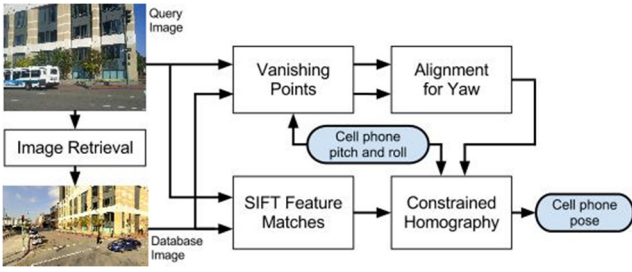 Query
Image
Vanishing
Points
Alignment
for Yaw
Image Retrieval
Cell phone
pitch and roll
SIFT Feature
Matches
Constrained
Homography
Cell phone
pose
Database
Image